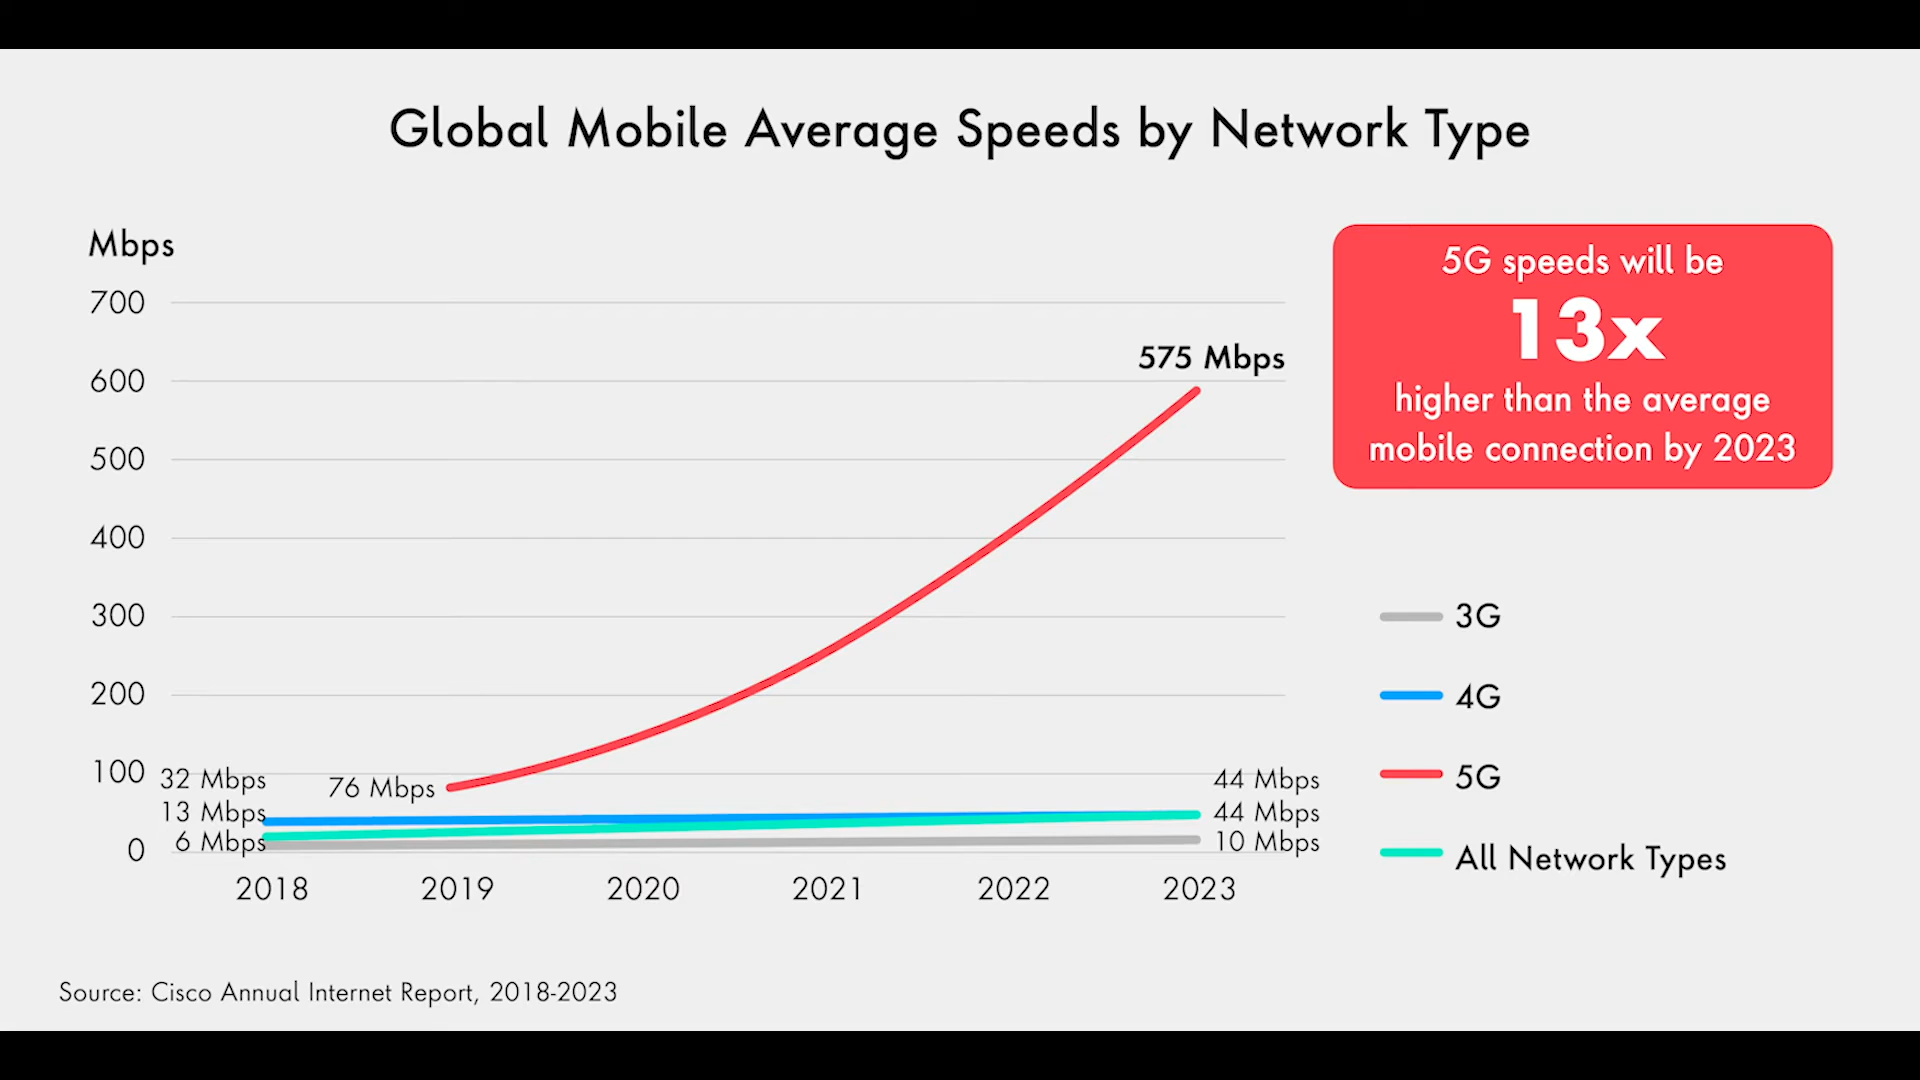 Global Mobile Average Speeds by Network Type
Mbps
700
600
500
400
300
200
100
0
32 Mbps
13 Mbps
6 Mbps
76 Mbps
575 Mbps
44 Mbps
44 Mbps
10 Mbps
2018 2019 2020 2021 2022 2023
5G speeds will be
13x
higher than the average
mobile connection by 2023
3G
4G
5G
All Network Types
Source: Cisco Annual Internet Report, 2018-2023